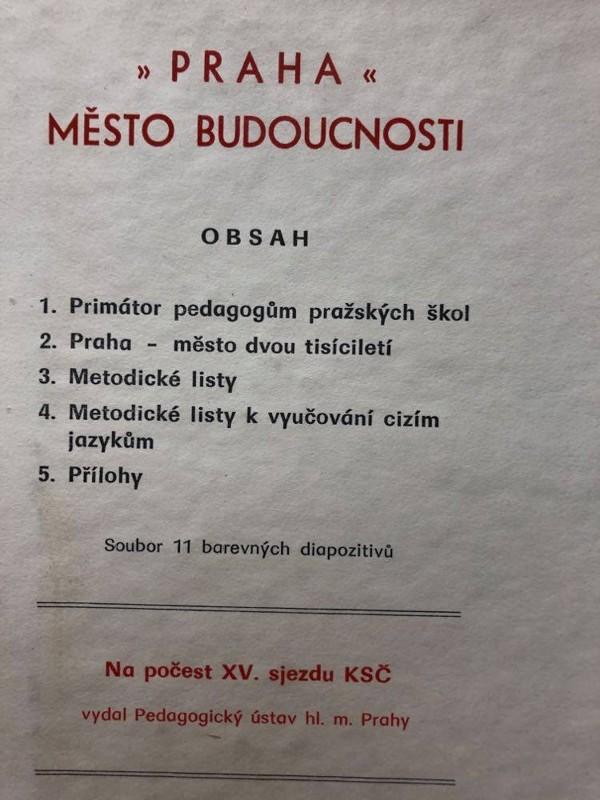 » PRAHA «
MĚSTO BUDOUCNOSTI
OBSAH
1. Primátor pedagogům pražských škol
2. Praha - město dvou tisíciletí
3. Metodické listy
4. Metodické listy k vyučování cizím
jazykům
5. Přílohy
Soubor 11 barevných diapozitivů
Na počest XV. sjezdu KSČ
vydal Pedagogický ústav hl. m. Prahy